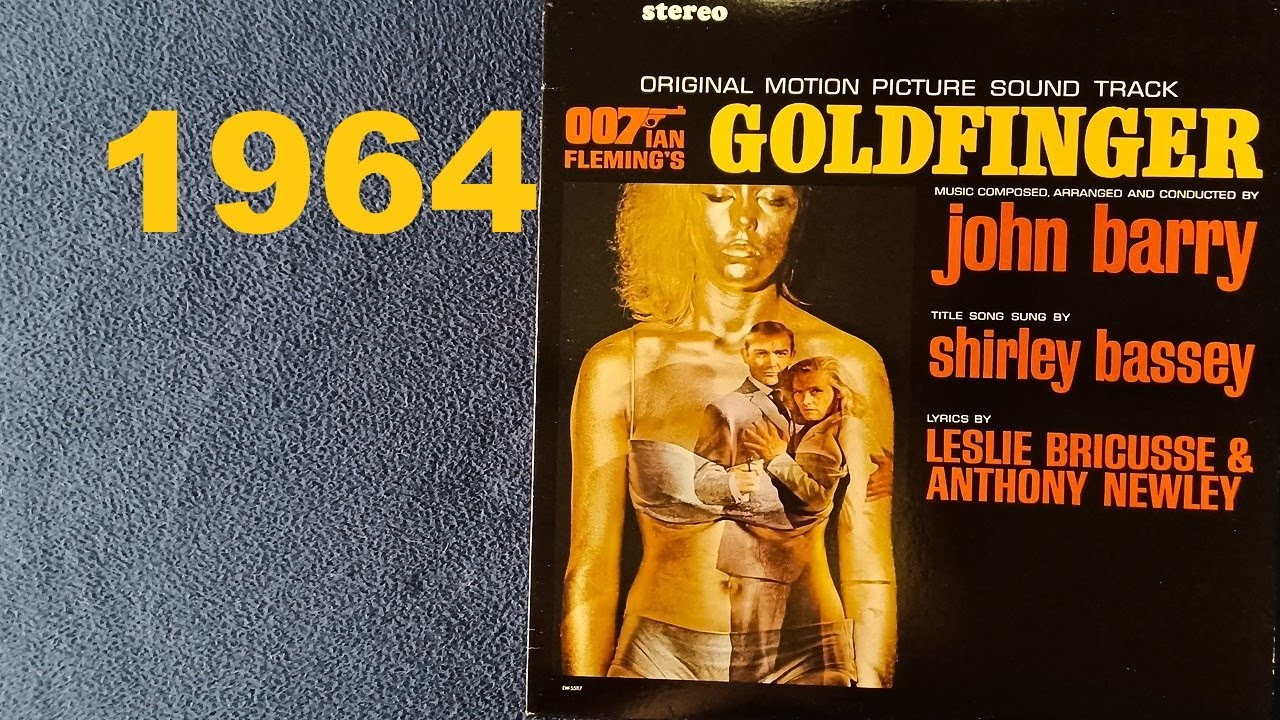 1964
stereo
ORIGINAL MOTION PICTURE SOUND TRACK
007 IAN
FLEMING'S
GOLDFINGER
MUSIC COMPOSED, ARRANGED AND CONDUCTED BY
john barry
TITLE SONG SUNG BY
shirley bassey
LYRICS BY
LESLIE BRICUSSE &
ANTHONY NEWLEY